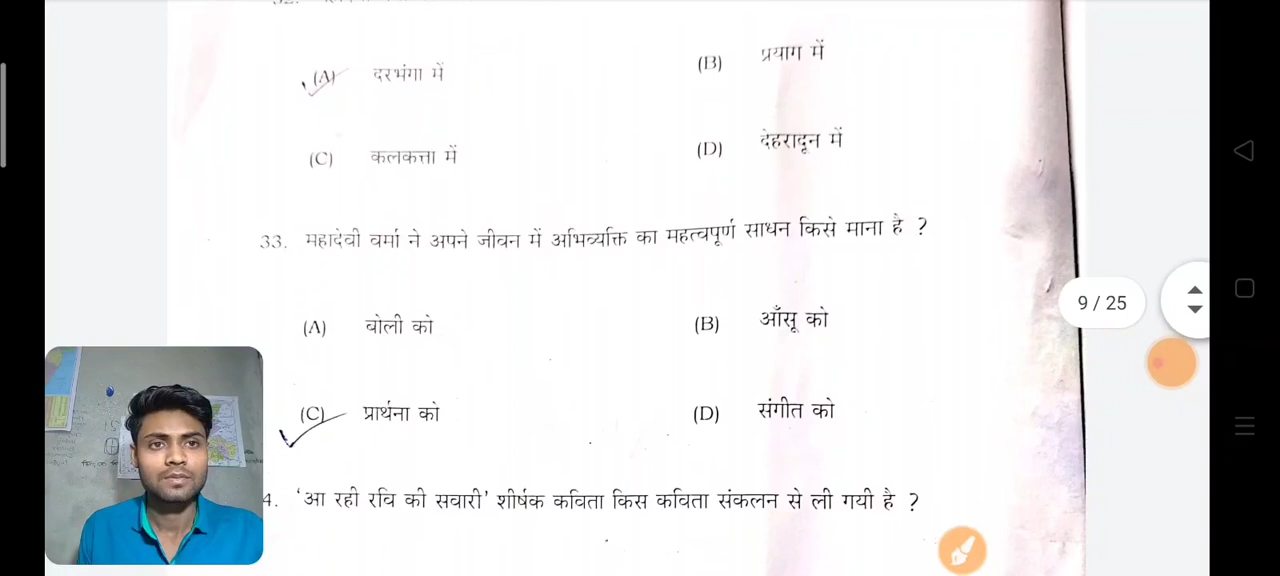 (A) दरभंगा में
(B) प्रयाग में
(C) कलकत्ता में
(D) देहरादून में
33. महादेवी वर्मा ने अपने जीवन में अभिव्यक्ति का महत्वपूर्ण साधन किसे माना है ?
(A) बोली को
(B) आँसू को
(C) प्रार्थना को
(D) संगीत को
4. 'आ रही रवि की सवारी' शीर्षक कविता किस कविता संकलन से ली गयी है ?
9 / 25